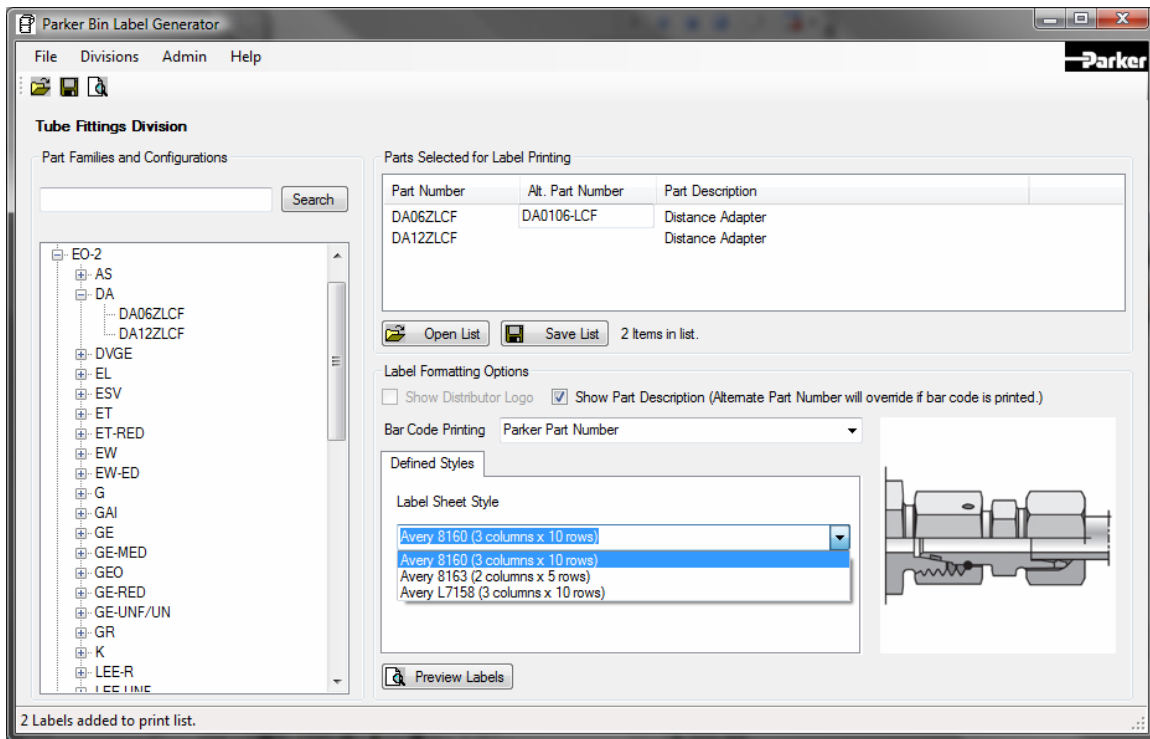 Parker Bin Label Generator
File Divisions Admin Help
Parker
Tube Fittings Division
Part Families and Configurations
Search
EO-2
AS
DA
DA06ZLCF
DA12ZLCF
DVGE
EL
ESV
ET
ET-RED
EW
EW-ED
G
GAI
GE
GE-MED
GEO
GE-RED
GE-UNF/UN
GR
K
LEE-R
LEE-UNF
Parts Selected for Label Printing
Part Number Alt. Part Number Part Description
DA06ZLCF DA0106-LCF Distance Adapter
DA12ZLCF Distance Adapter
Open List Save List 2 Items in list.
Label Formatting Options
Show Distributor Logo Show Part Description (Alternate Part Number will override if bar code is printed.)
Bar Code Printing Parker Part Number
Defined Styles
Label Sheet Style
Avery 8160 (3 columns x 10 rows)
Avery 8160 (3 columns x 10 rows)
Avery 8163 (2 columns x 5 rows)
Avery L7158 (3 columns x 10 rows)
Preview Labels
2 Labels added to print list.